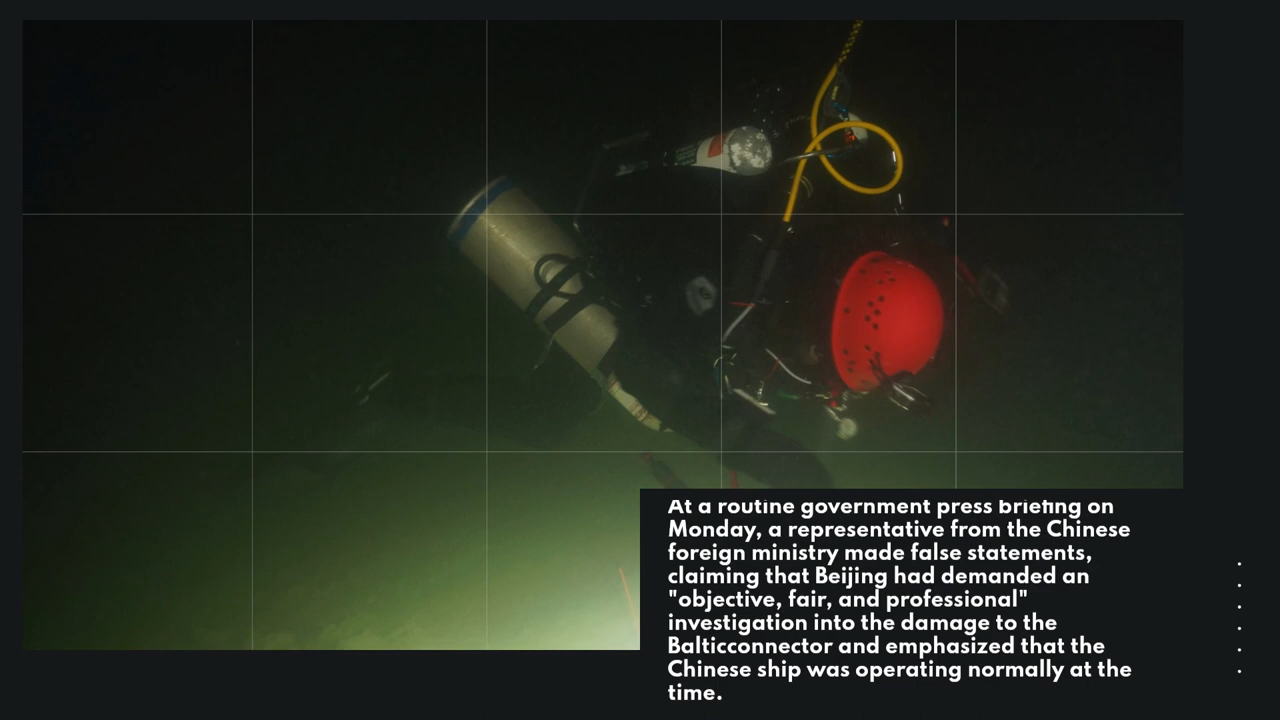 At a routine government press briefing on
Monday, a representative from the Chinese
foreign ministry made false statements,
claiming that Beijing had demanded an
"objective, fair, and professional"
investigation into the damage to the
Balticconnector and emphasized that the
Chinese ship was operating normally at the
time.